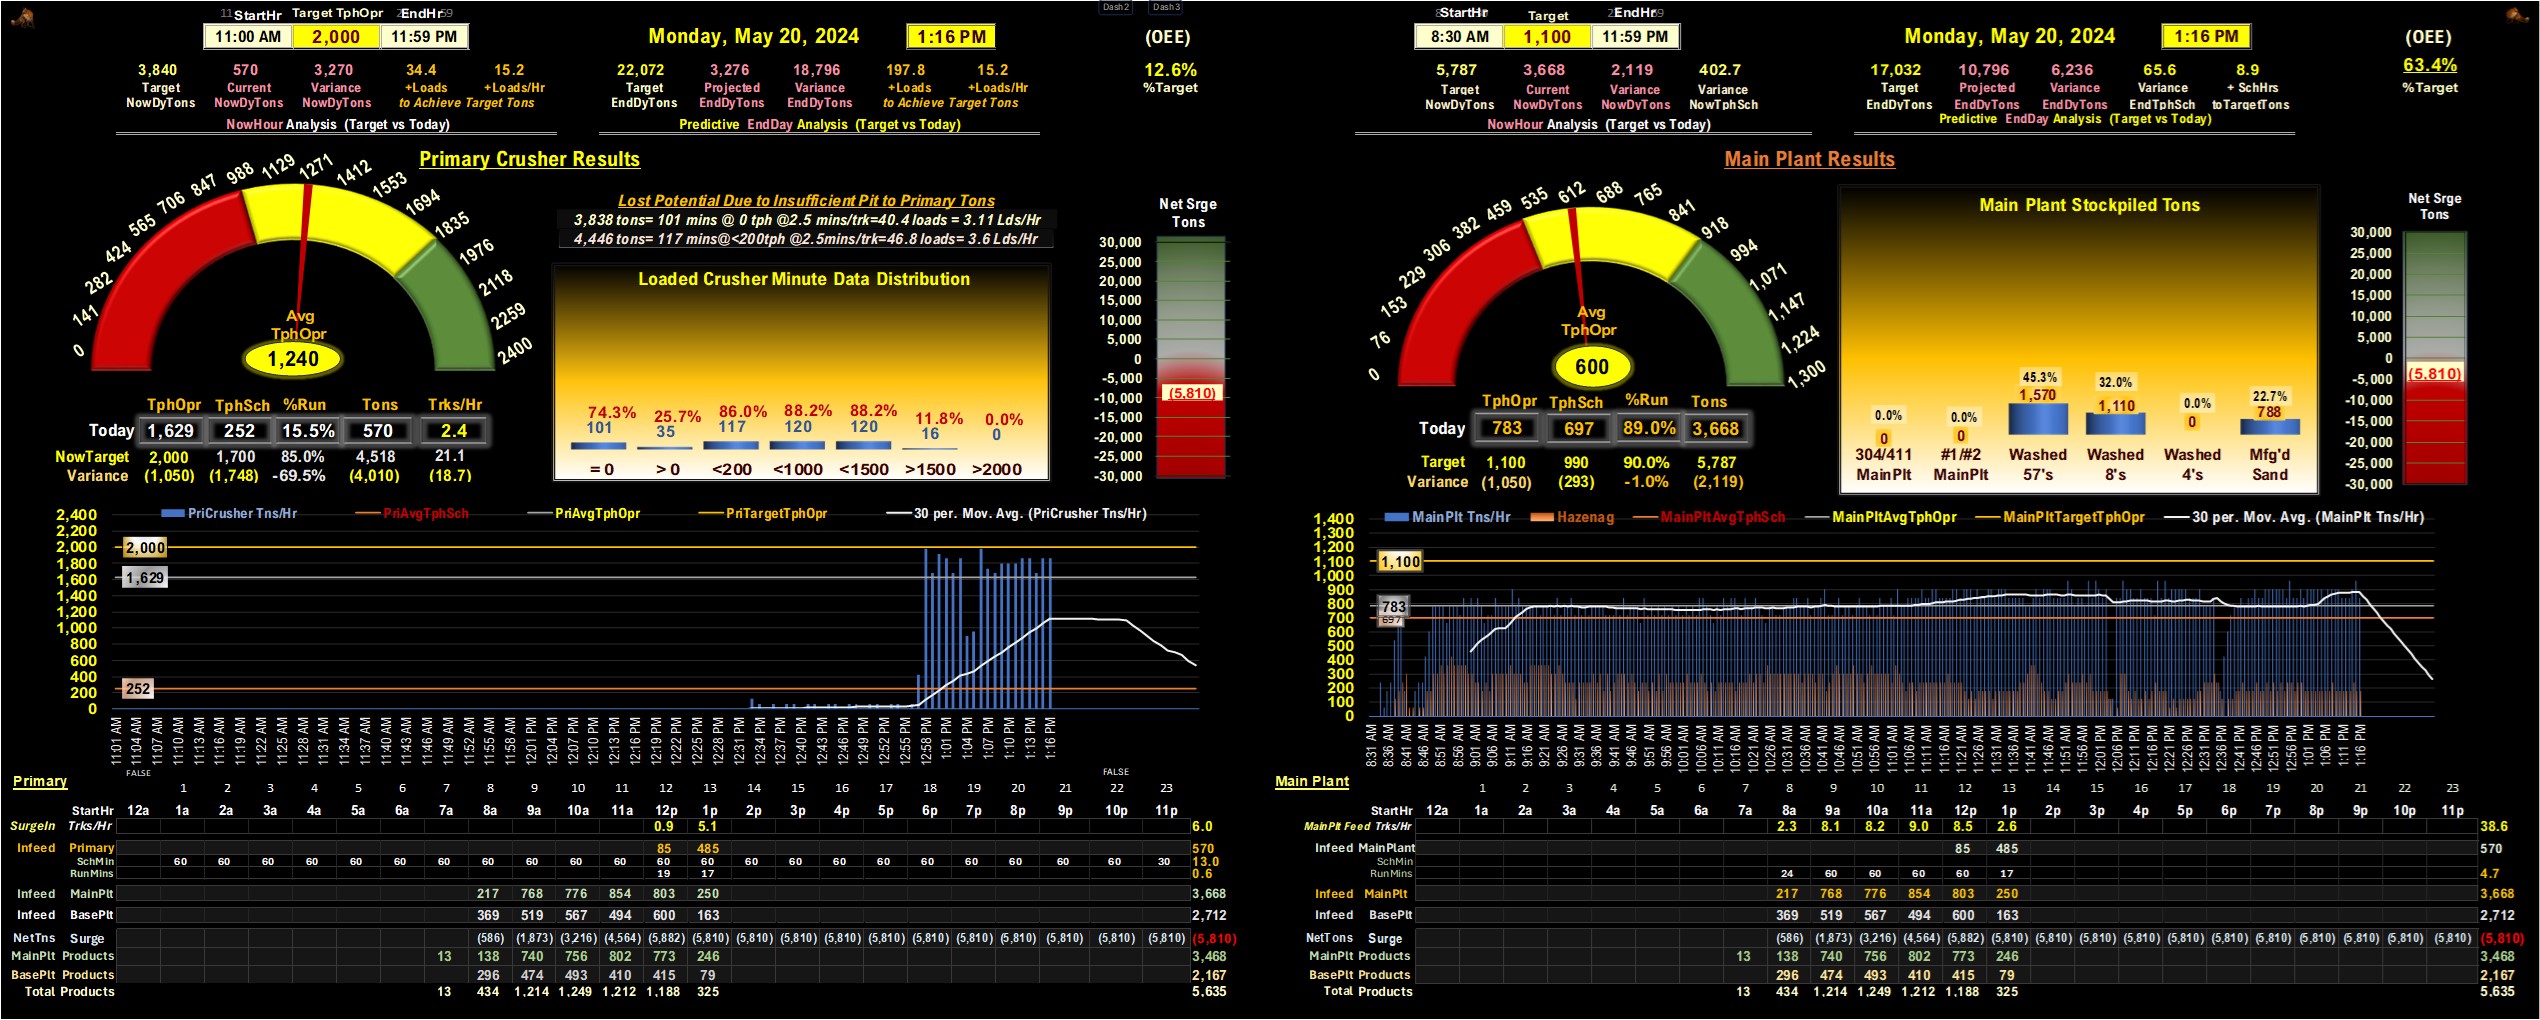 Dash2 Dash3
StartHr Target TphOpr EndHr
11:00 AM 2,000 11:59 PM
Monday, May 20, 2024 1:16 PM (OEE)
12.6%
%Target
3,840 570 3,270 34.4 15.2
Target Current Variance +Loads +Loads/Hr
NowDyTons NowDyTons NowDyTons to Achieve Target Tons
NowHour Analysis (Target vs Today)
22,072 3,276 18,796 197.8 15.2
Target Projected Variance +Loads +Loads/Hr
EndDyTons EndDyTons EndDyTons to Achieve Target Tons
Predictive EndDay Analysis (Target vs Today)
Primary Crusher Results
0 141 282 424 565 706 847 988 1129 1271 1412 1553 1694 1835 1976 2118 2259 2400
Avg
TphOpr
1,240
Lost Potential Due to Insufficient Pit to Primary Tons
3,838 tons= 101 mins @ 0 tph @2.5 mins/trk=40.4 loads = 3.11 Lds/Hr
4,446 tons= 117 mins@<200tph @2.5mins/trk=46.8 loads= 3.6 Lds/Hr
Loaded Crusher Minute Data Distribution
74.3% 25.7% 86.0% 88.2% 88.2% 11.8% 0.0%
101 35 117 120 120 16 0
= 0 > 0 <200 <1000 <1500 >1500 >2000
Net Srge
Tons
30,000
25,000
20,000
15,000
10,000
5,000
0
-5,000
(5,810)
-10,000
-15,000
-20,000
-25,000
-30,000
TphOpr TphSch %Run Tons Trks/Hr
Today 1,629 252 15.5% 570 2.4
NowTarget 2,000 1,700 85.0% 4,518 21.1
Variance (1,050) (1,748) -69.5% (4,010) (18.7)
PriCrusher Tns/Hr PriAvgTphSch PriAvgTphOpr PriTargetTphOpr 30 per. Mov. Avg. (PriCrusher Tns/Hr)
2,400
2,200
2,000
1,800
1,600
1,400
1,200
1,000
800
600
400
200
0
2,000
1,629
252
11:01 AM 11:04 AM 11:07 AM 11:10 AM 11:13 AM 11:16 AM 11:19 AM 11:22 AM 11:25 AM 11:28 AM 11:31 AM 11:34 AM 11:37 AM 11:40 AM 11:43 AM 11:46 AM 11:49 AM 11:52 AM 11:55 AM 11:58 AM 12:01 PM 12:04 PM 12:07 PM 12:10 PM 12:13 PM 12:16 PM 12:19 PM 12:22 PM 12:25 PM 12:28 PM 12:31 PM 12:34 PM 12:37 PM 12:40 PM 12:43 PM 12:46 PM 12:49 PM 12:52 PM 12:55 PM 12:58 PM 1:01 PM 1:04 PM 1:07 PM 1:10 PM 1:13 PM 1:16 PM
FALSE FALSE
Primary
1 2 3 4 5 6 7 8 9 10 11 12 13 14 15 16 17 18 19 20 21 22 23
StartHr 12a 1a 2a 3a 4a 5a 6a 7a 8a 9a 10a 11a 12p 1p 2p 3p 4p 5p 6p 7p 8p 9p 10p 11p
SurgeIn Trks/Hr 0.9 5.1 6.0
Infeed Primary 85 485 570
SchMin 60 60 60 60 60 60 60 60 60 60 60 60 60 60 60 60 60 60 60 60 60 60 30 13.0
RunMins 19 17 0.6
Infeed MainPlt 217 768 776 854 803 250 3,668
Infeed BasePlt 369 519 567 494 600 163 2,712
NetTns Surge (586) (1,873) (3,216) (4,564) (5,882) (5,810) (5,810) (5,810) (5,810) (5,810) (5,810) (5,810) (5,810) (5,810) (5,810) (5,810) (5,810)
MainPlt Products 13 138 740 756 802 773 246 3,468
BasePlt Products 296 474 493 410 415 79 2,167
Total Products 13 434 1,214 1,249 1,212 1,188 325 5,635
StartHr Target EndHr
8:30 AM 1,100 11:59 PM
Monday, May 20, 2024 1:16 PM (OEE)
63.4%
%Target
5,787 3,668 2,119 402.7
Target Current Variance Variance
NowDyTons NowDyTons NowDyTons NowTphSch
NowHour Analysis (Target vs Today)
17,032 10,796 6,236 65.6 8.9
Target Projected Variance Variance + SchHrs
EndDyTons EndDyTons EndDyTons EndTphSch toTargetTons
Predictive EndDay Analysis (Target vs Today)
Main Plant Results
0 76 153 229 306 382 459 535 612 688 765 841 918 994 1,071 1,147 1,224 1,300
Avg
TphOpr
600
Main Plant Stockpiled Tons
0.0% 0.0% 45.3% 32.0% 0.0% 22.7%
0 0 1,570 1,110 0 788
304/411 #1/#2 Washed Washed Washed Mfg'd
MainPlt MainPlt 57's 8's 4's Sand
Net Srge
Tons
30,000
25,000
20,000
15,000
10,000
5,000
0
(5,810)
-5,000
-10,000
-15,000
-20,000
-25,000
-30,000
TphOpr TphSch %Run Tons
Today 783 697 89.0% 3,668
Target 1,100 990 90.0% 5,787
Variance (1,050) (293) -1.0% (2,119)
MainPlt Tns/Hr Hazenag MainPltAvgTphSch MainPltAvgTphOpr MainPltTargetTphOpr 30 per. Mov. Avg. (MainPlt Tns/Hr)
1,400
1,300
1,200
1,100
1,000
900
800
700
600
500
400
300
200
100
0
1,100
783
697
8:31 AM 8:36 AM 8:41 AM 8:46 AM 8:51 AM 8:56 AM 9:01 AM 9:06 AM 9:11 AM 9:16 AM 9:21 AM 9:26 AM 9:31 AM 9:36 AM 9:41 AM 9:46 AM 9:51 AM 9:56 AM 10:01 AM 10:06 AM 10:11 AM 10:16 AM 10:21 AM 10:26 AM 10:31 AM 10:36 AM 10:41 AM 10:46 AM 10:51 AM 10:56 AM 11:01 AM 11:06 AM 11:11 AM 11:16 AM 11:21 AM 11:26 AM 11:31 AM 11:36 AM 11:41 AM 11:46 AM 11:51 AM 11:56 AM 12:01 PM 12:06 PM 12:11 PM 12:16 PM 12:21 PM 12:26 PM 12:31 PM 12:36 PM 12:41 PM 12:46 PM 12:51 PM 12:56 PM 1:01 PM 1:06 PM 1:11 PM 1:16 PM
Main Plant
1 2 3 4 5 6 7 8 9 10 11 12 13 14 15 16 17 18 19 20 21 22 23
StartHr 12a 1a 2a 3a 4a 5a 6a 7a 8a 9a 10a 11a 12p 1p 2p 3p 4p 5p 6p 7p 8p 9p 10p 11p
MainPlt Feed Trks/Hr 2.3 8.1 8.2 9.0 8.5 2.6 38.6
Infeed MainPlant 85 485 570
SchMin
RunMins 24 60 60 60 60 17 4.7
Infeed MainPlt 217 768 776 854 803 250 3,668
Infeed BasePlt 369 519 567 494 600 163 2,712
NetTons Surge (586) (1,873) (3,216) (4,564) (5,882) (5,810) (5,810) (5,810) (5,810) (5,810) (5,810) (5,810) (5,810) (5,810) (5,810) (5,810) (5,810)
MainPlt Products 13 138 740 756 802 773 246 3,468
BasePlt Products 296 474 493 410 415 79 2,167
Total Products 13 434 1,214 1,249 1,212 1,188 325 5,635